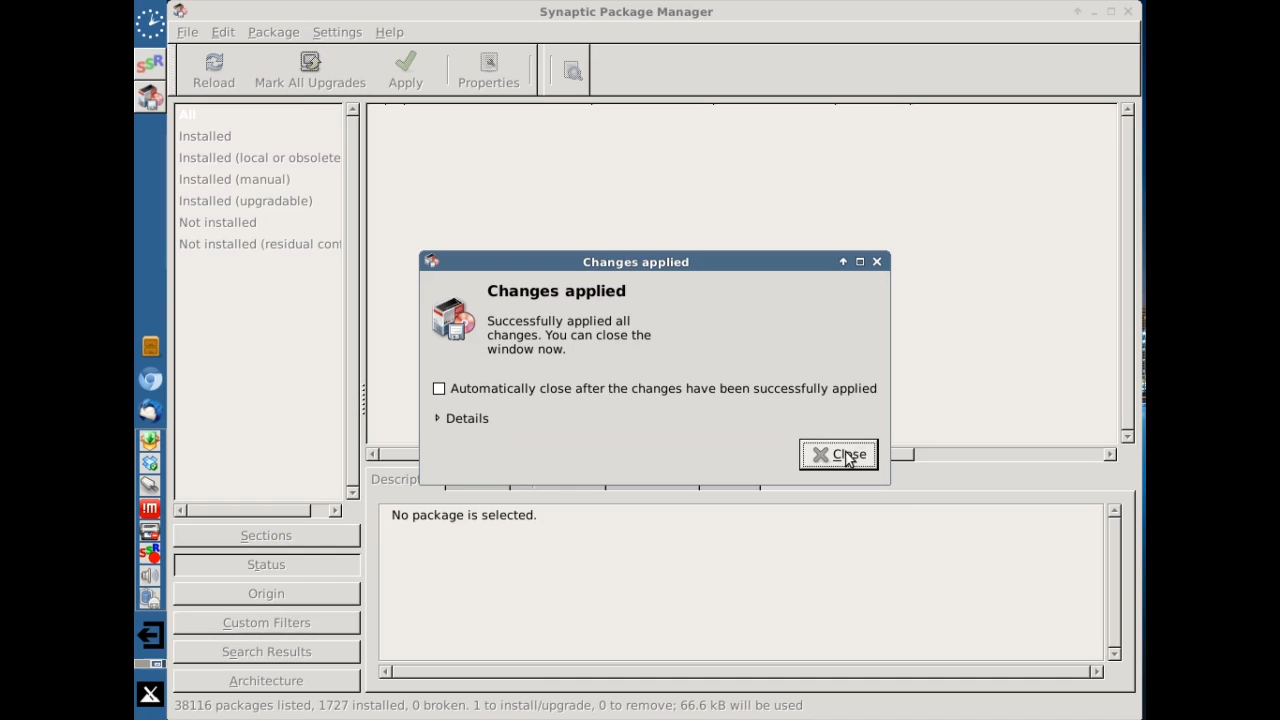 Synaptic Package Manager
File Edit Package Settings Help
Reload Mark All Upgrades Apply Properties
All
Installed
Installed (local or obsolete
Installed (manual)
Installed (upgradable)
Not installed
Not installed (residual con
Changes applied
Changes applied
Successfully applied all
changes. You can close the
window now.
Automatically close after the changes have been successfully applied
Details
Close
Descript
No package is selected.
Sections
Status
Origin
Custom Filters
Search Results
Architecture
38116 packages listed, 1727 installed, 0 broken. 1 to install/upgrade, 0 to remove; 66.6 kB will be used
SSR
!m
SSR